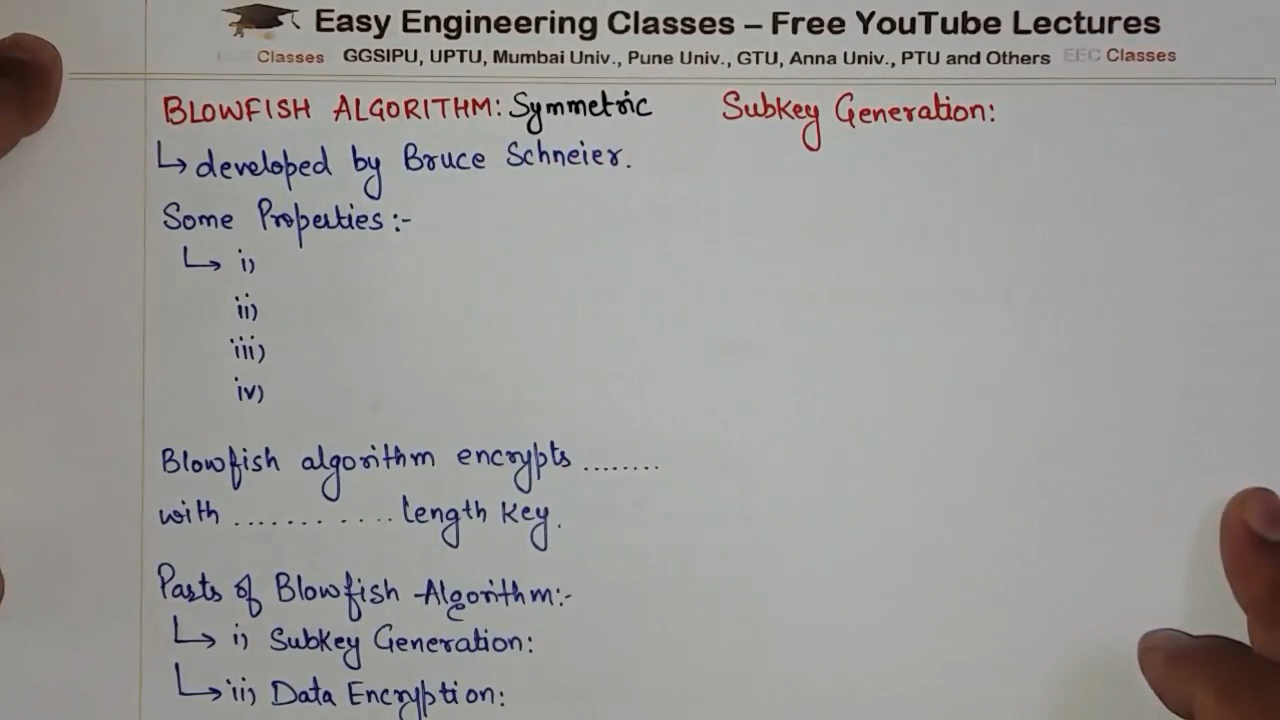 Easy Engineering Classes – Free YouTube Lectures
EEC Classes GGSIPU, UPTU, Mumbai Univ., Pune Univ., GTU, Anna Univ., PTU and Others EEC Classes
BLOWFISH ALGORITHM: Symmetric
↳ developed by Bruce Schneier.
Some Properties :-
↳ i)
ii)
iii)
iv)
Blowfish algorithm encrypts ........
with ........... length key.
Parts of Blowfish Algorithm:-
↳ i) Subkey Generation:
↳ ii) Data Encryption:
Subkey Generation: